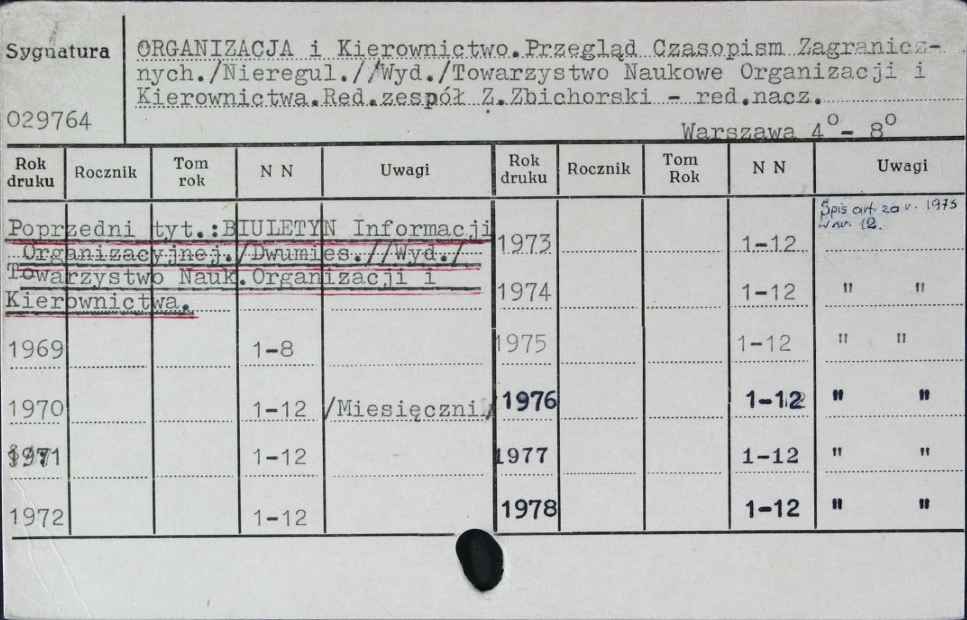 Sygnatura
029764
ORGANIZACJA i Kierownictwo.Przegląd Czasopism Zagranicz-
nych./Nieregul.//Wyd./Towarzystwo Naukowe Organizacji i
Kierownictwa.Red.zespół Z.Zbichorski - red.nacz.
Warszawa 4° - 8°
Rok druku Rocznik Tom rok N N Uwagi Rok druku Rocznik Tom Rok N N Uwagi
Poprzedni tyt.:BIULETYN Informacji
Organizacyjnej./Dwumies.//Wyd./
Towarzystwo Nauk.Organizacji i
Kierownictwa.
1969 1-8
1970 1-12 /Miesięczni./
1971 1-12
1972 1-12
1973 1-12 Spis art. za r. 1973
w nr. 12.
1974 1-12 " "
1975 1-12 " "
1976 1-12 " "
1977 1-12 " "
1978 1-12 " "